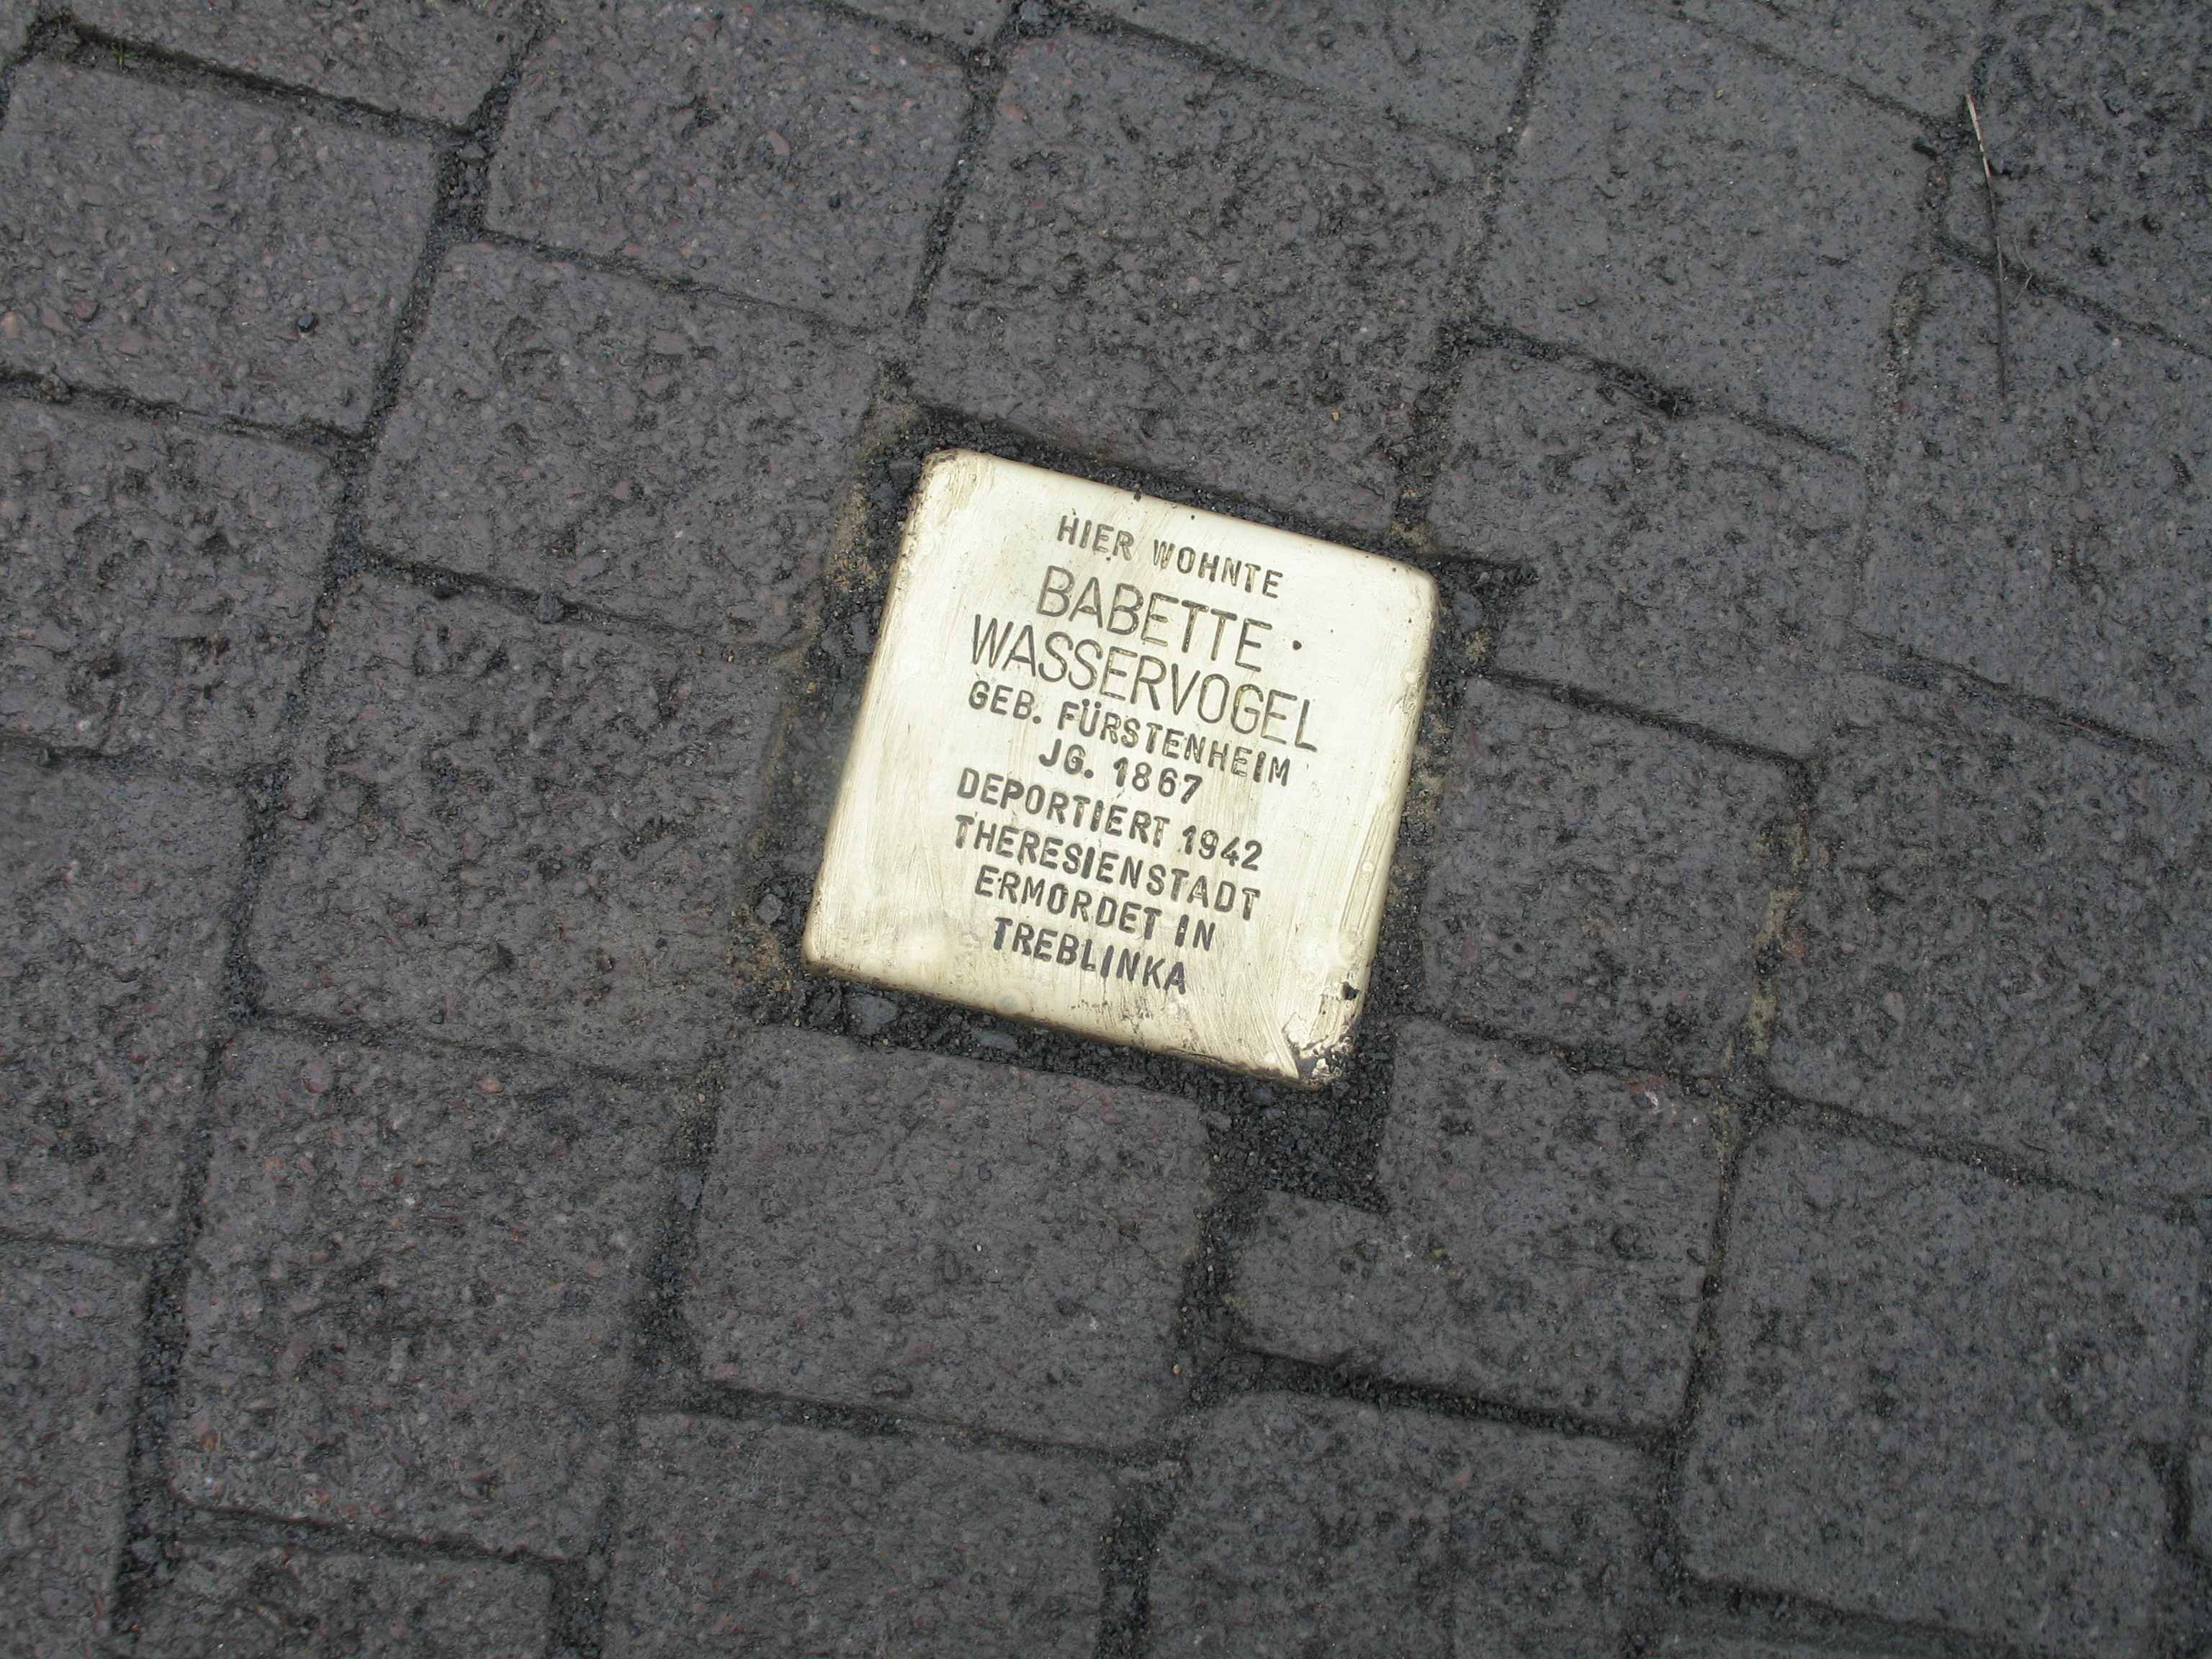 HIER WOHNTE
BABETTE
WASSERVOGEL
GEB. FÜRSTENHEIM
JG. 1867
DEPORTIERT 1942
THERESIENSTADT
ERMORDET IN
TREBLINKA